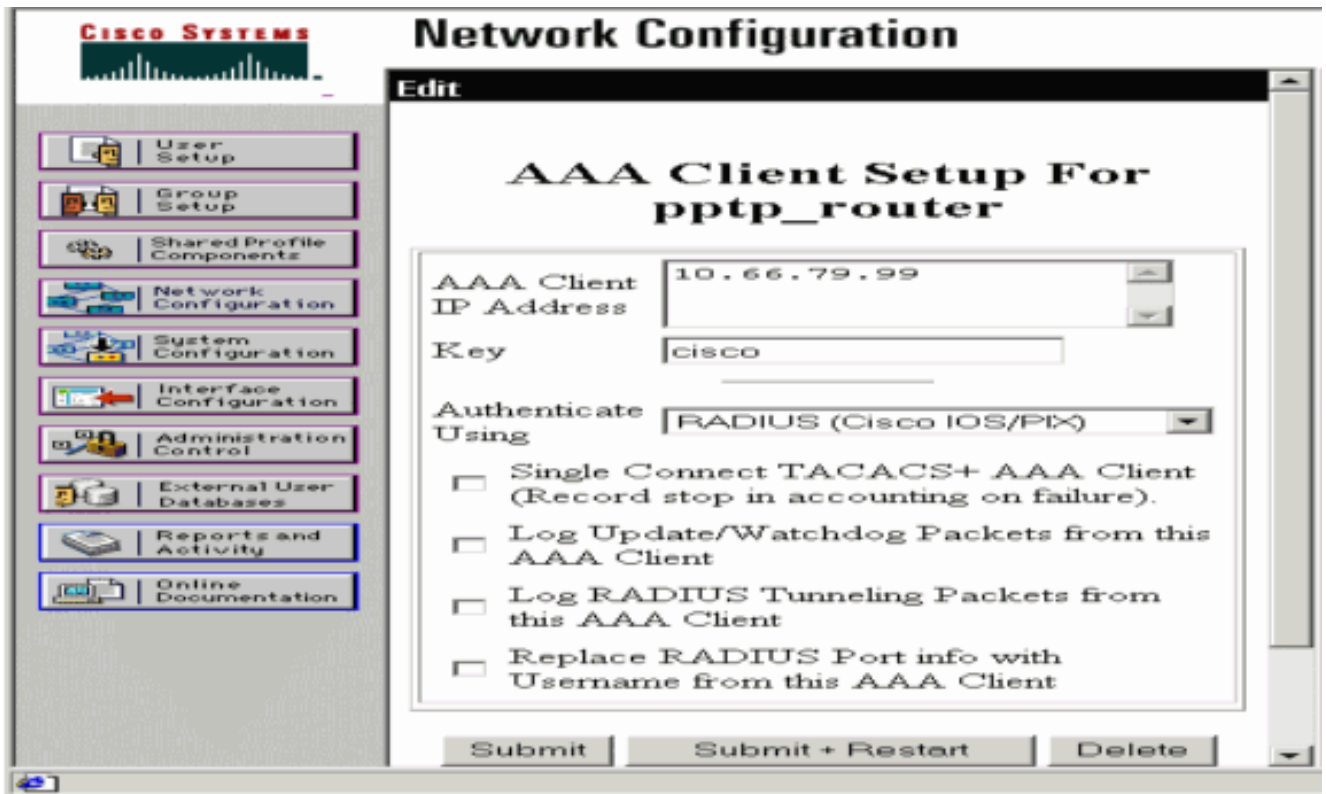 CISCO SYSTEMS
Network Configuration
Edit
User
Setup
Group
Setup
Shared Profile
Components
Network
Configuration
System
Configuration
Interface
Configuration
Administration
Control
External User
Databases
Reports and
Activity
Online
Documentation
AAA Client Setup For
pptp_router
AAA Client
IP Address
10.66.79.99
Key
cisco
Authenticate
Using
RADIUS (Cisco IOS/PIX)
Single Connect TACACS+ AAA Client
(Record stop in accounting on failure).
Log Update/Watchdog Packets from this
AAA Client
Log RADIUS Tunneling Packets from
this AAA Client
Replace RADIUS Port info with
Username from this AAA Client
Submit
Submit + Restart
Delete